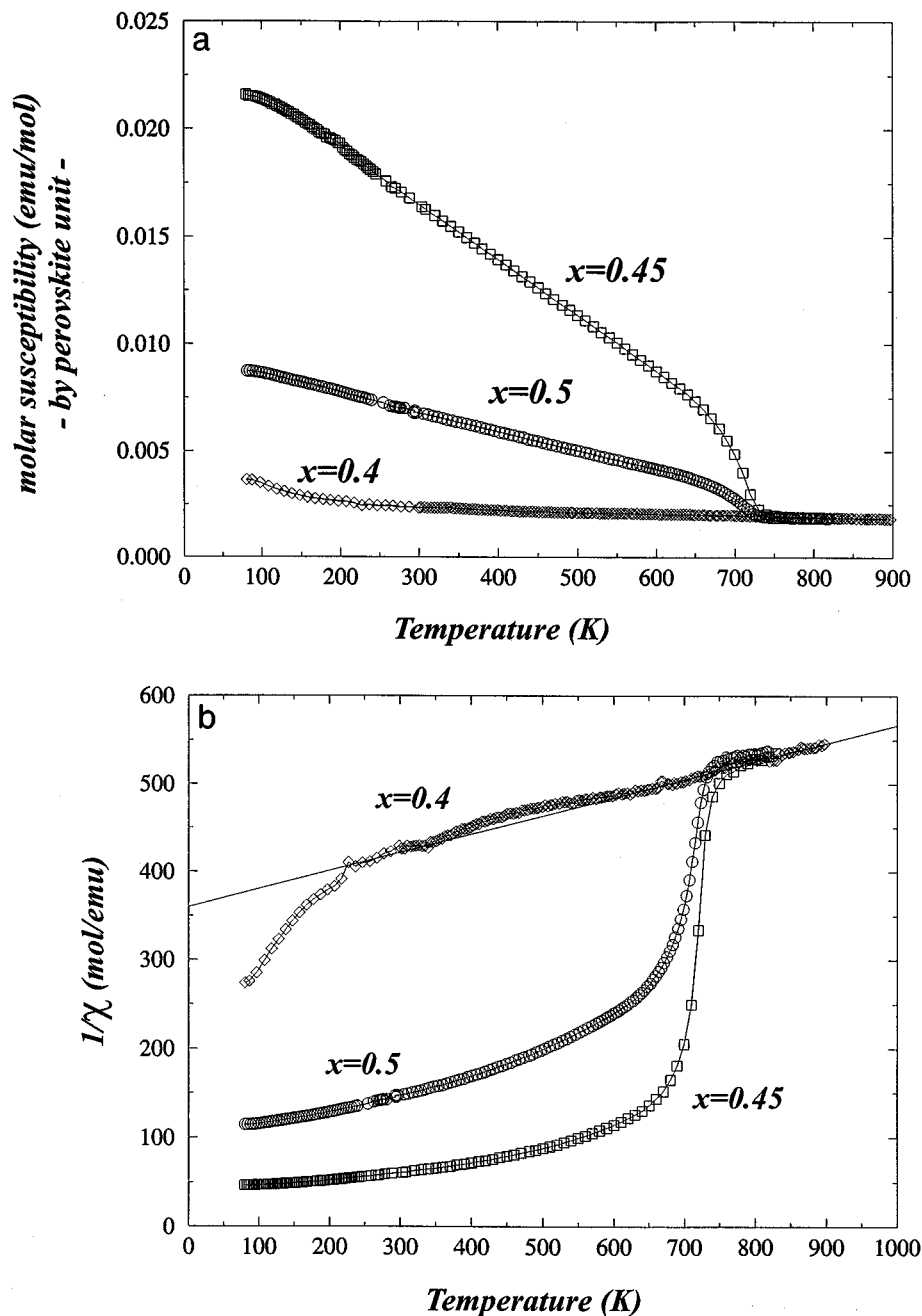 a
0.025
0.020
0.015
0.010
0.005
0.000
molar susceptibility (emu/mol)
- by perovskite unit -
x=0.45
x=0.5
x=0.4
0 100 200 300 400 500 600 700 800 900
Temperature (K)
b
600
500
400
300
200
100
0
1/χ (mol/emu)
x=0.4
x=0.5
x=0.45
0 100 200 300 400 500 600 700 800 900 1000
Temperature (K)